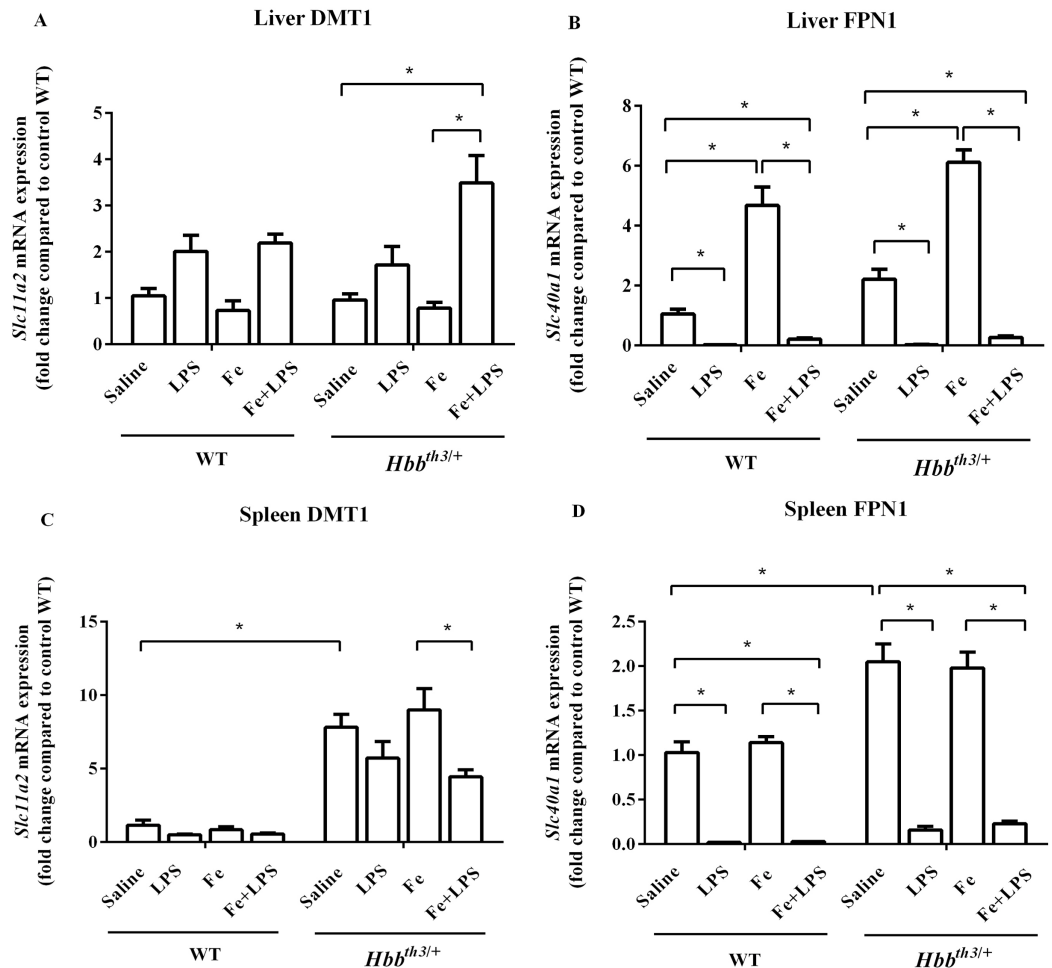 A
Liver DMT1
Slc11a2 mRNA expression
(fold change compared to control WT)
5
4
3
2
1
0
*
*
Saline
LPS
Fe
Fe+LPS
Saline
LPS
Fe
Fe+LPS
WT
Hbbth3/+
B
Liver FPN1
Slc40a1 mRNA expression
(fold change compared to control WT)
8
6
4
2
0
*
*
*
*
*
*
*
*
Saline
LPS
Fe
Fe+LPS
Saline
LPS
Fe
Fe+LPS
WT
Hbbth3/+
C
Spleen DMT1
Slc11a2 mRNA expression
(fold change compared to control WT)
15
10
5
0
*
*
Saline
LPS
Fe
Fe+LPS
Saline
LPS
Fe
Fe+LPS
WT
Hbbth3/+
D
Spleen FPN1
Slc40a1 mRNA expression
(fold change compared to control WT)
2.5
2.0
1.5
1.0
0.5
0.0
*
*
*
*
*
*
*
Saline
LPS
Fe
Fe+LPS
Saline
LPS
Fe
Fe+LPS
WT
Hbbth3/+